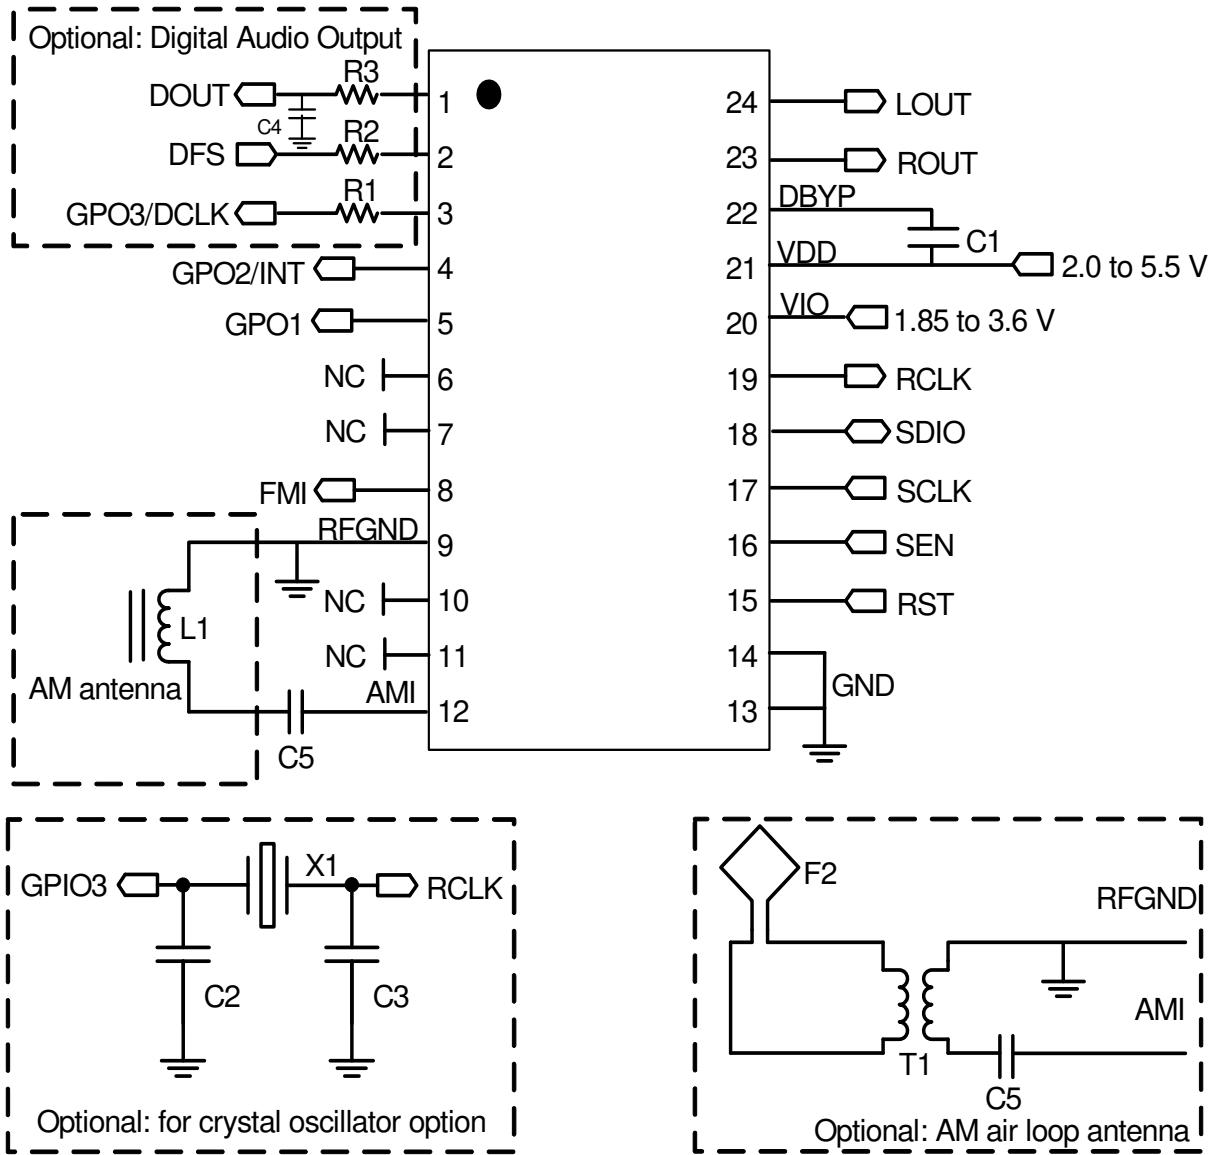 Optional: Digital Audio Output
DOUT
R3
1
C4
DFS
R2
2
GPO3/DCLK
R1
3
GPO2/INT
4
GPO1
5
NC
6
NC
7
FMI
8
RFGND
9
NC
10
NC
11
AMI
12
L1
AM antenna
C5
24
LOUT
23
ROUT
22
DBYP
C1
21
VDD
2.0 to 5.5 V
20
VIO
1.85 to 3.6 V
19
RCLK
18
SDIO
17
SCLK
16
SEN
15
RST
14
GND
13
GPIO3
X1
RCLK
C2
C3
Optional: for crystal oscillator option
F2
RFGND
AMI
T1
C5
Optional: AM air loop antenna